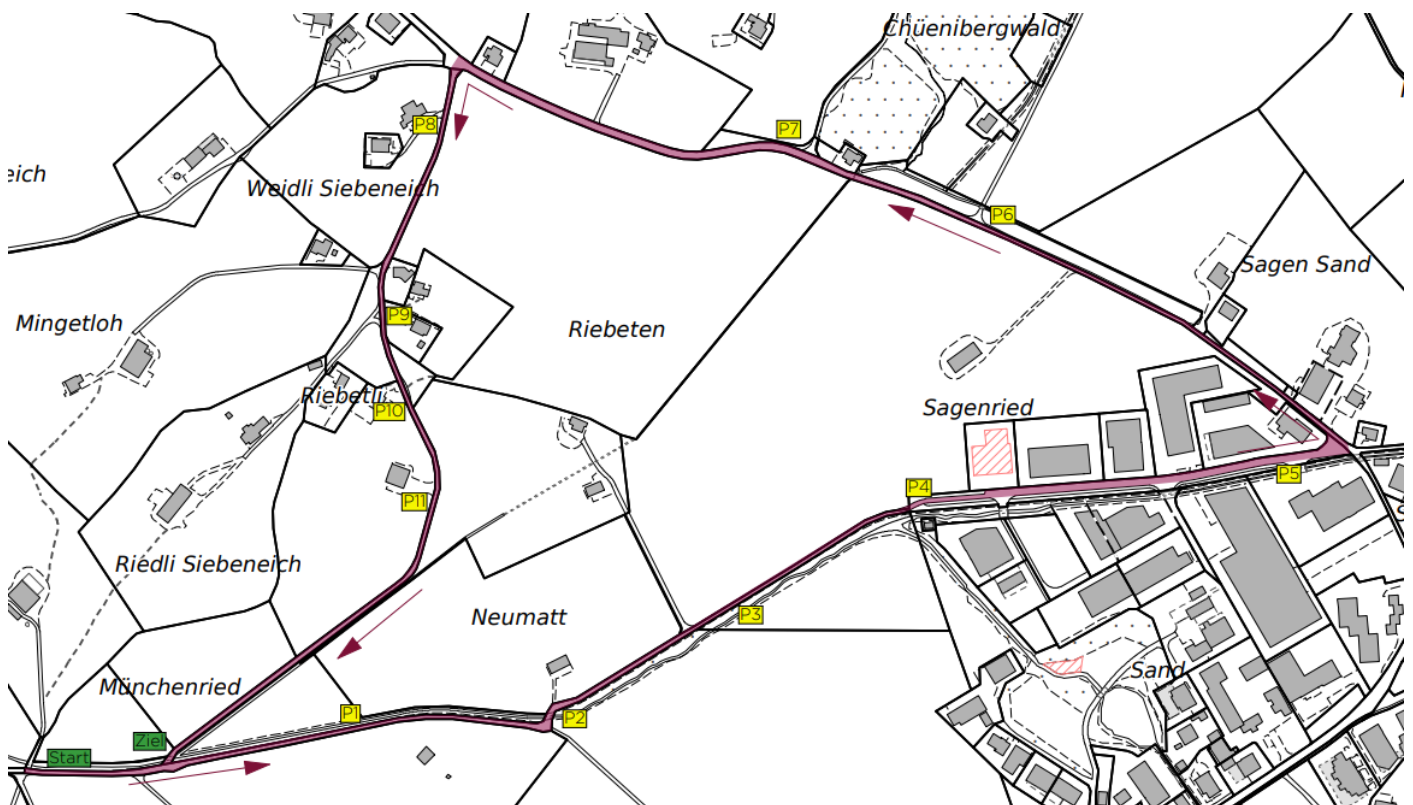 Chüenibergwald
P8
P7
eich
Weidli Siebeneich
P6
Sagen Sand
Mingetloh
P9
Riebeten
Riebetli
P10
Sagenried
P11
P4
P5
Riedli Siebeneich
Neumatt
P3
Sand
Münchenried
P1
P2
Ziel
Start